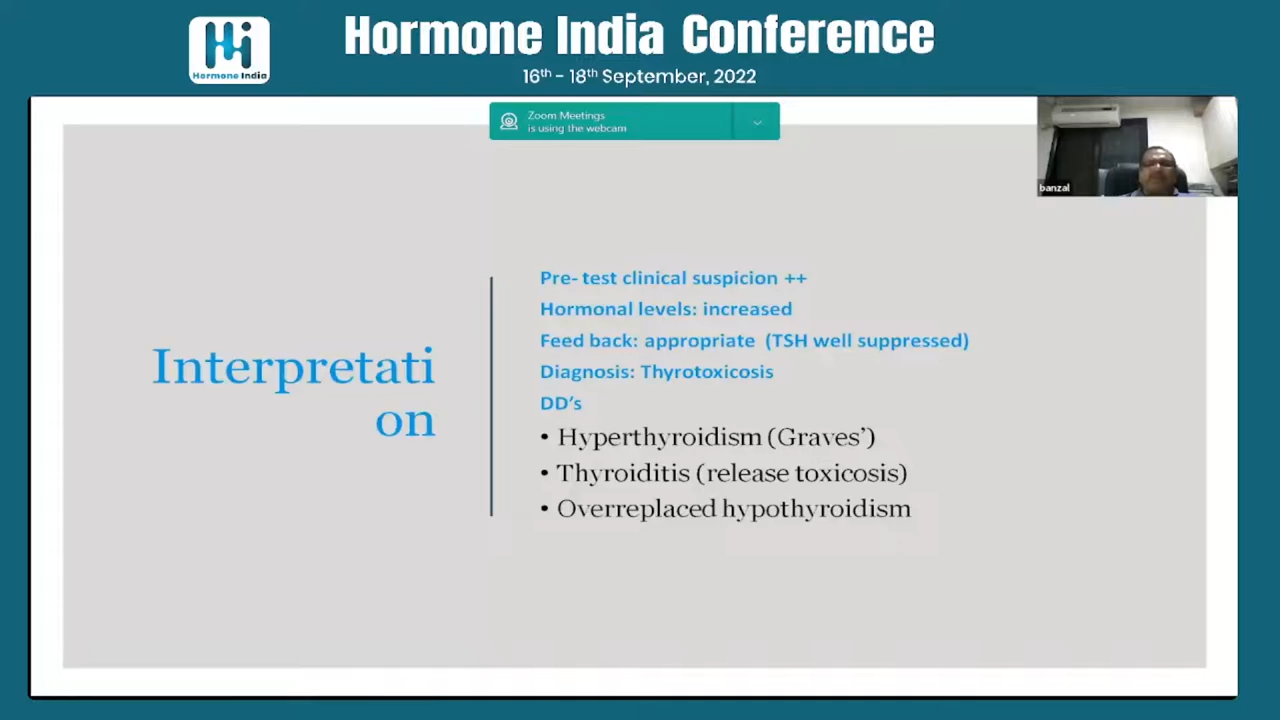 Hormone India Conference
Hormone India
16th - 18th September, 2022
Zoom Meetings
is using the webcam
banzal
Interpretati
on
Pre- test clinical suspicion ++
Hormonal levels: increased
Feed back: appropriate (TSH well suppressed)
Diagnosis: Thyrotoxicosis
DD's
• Hyperthyroidism (Graves')
• Thyroiditis (release toxicosis)
• Overreplaced hypothyroidism